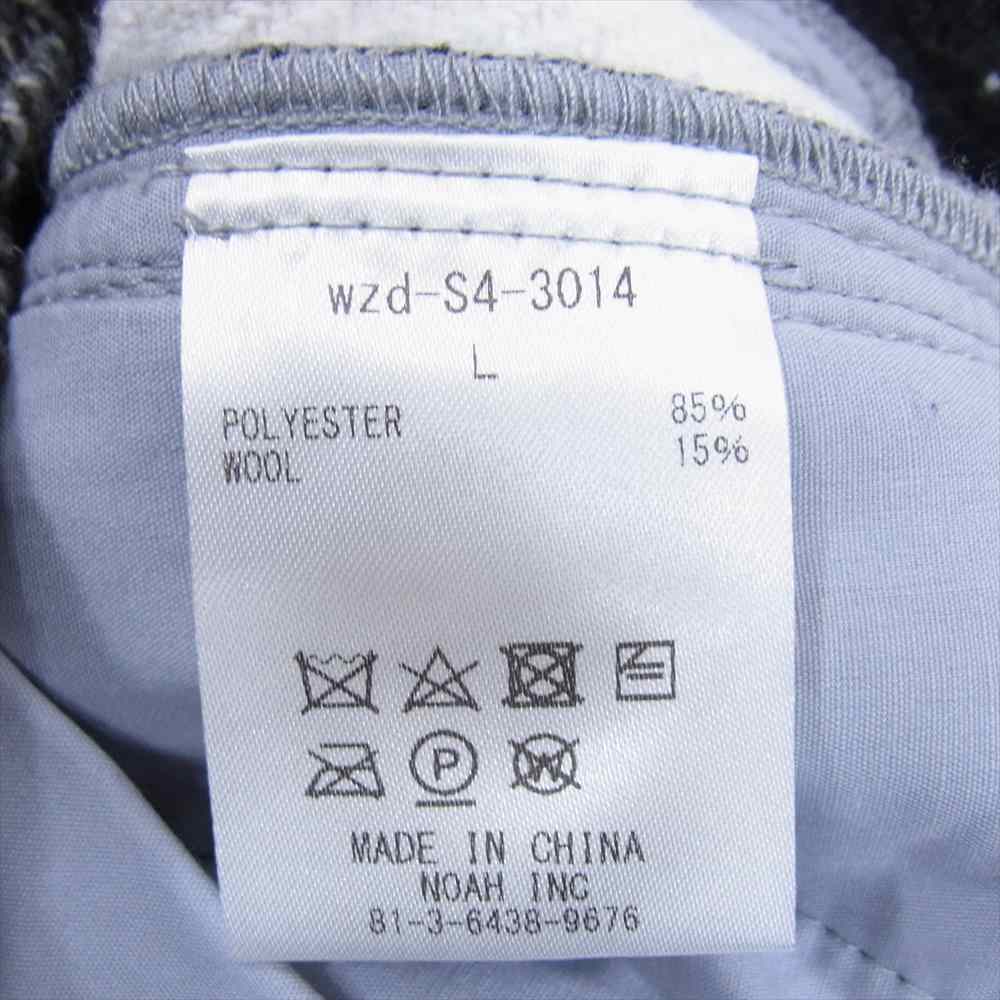 wzd-S4-3014
L
POLYESTER 85%
WOOL 15%
P W
MADE IN CHINA
NOAH INC
81-3-6438-9676